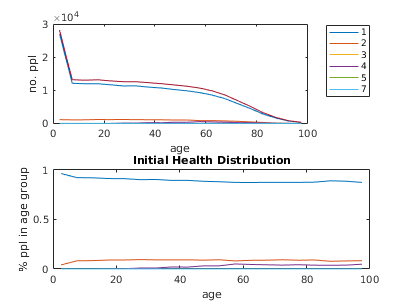 ×10⁴
3
2
1
0
no. ppl
0 20 40 60 80 100
age
1
2
3
4
5
7
Initial Health Distribution
1
0.5
0
% ppl in age group
0 20 40 60 80 100
age